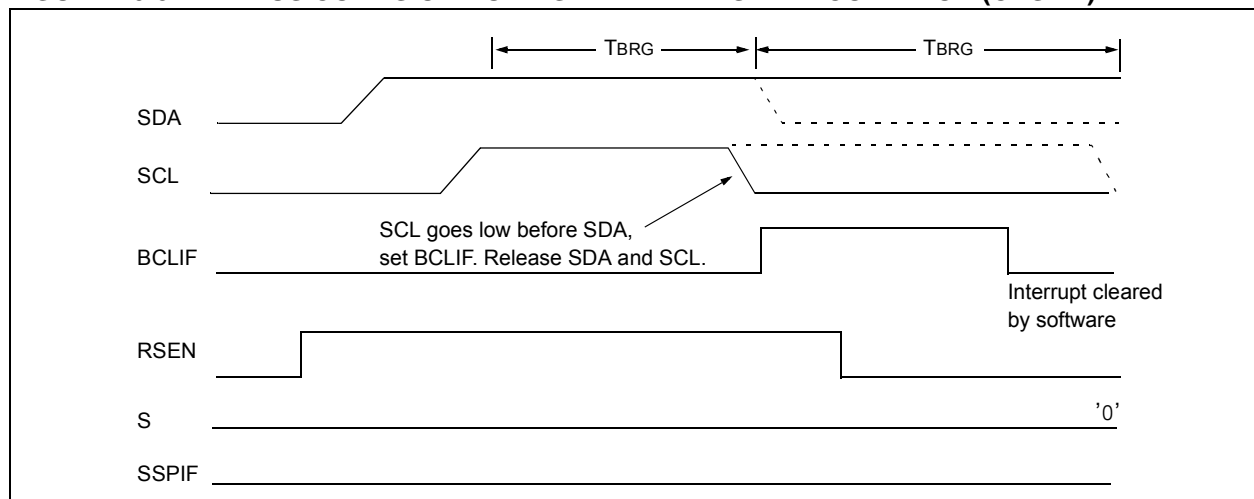 TBRG TBRG
SDA
SCL
SCL goes low before SDA,
set BCLIF. Release SDA and SCL.
BCLIF
Interrupt cleared
by software
RSEN
S '0'
SSPIF